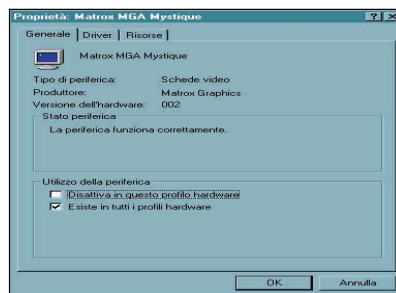 Proprietà: Matrox MGA Mystique
Generale Driver Risorse
Matrox MGA Mystique
Tipo di periferica: Schede video
Produttore: Matrox Graphics
Versione dell'hardware: 002
Stato periferica
La periferica funziona correttamente.
Utilizzo della periferica
Disattiva in questo profilo hardware
Esiste in tutti i profili hardware
OK Annulla